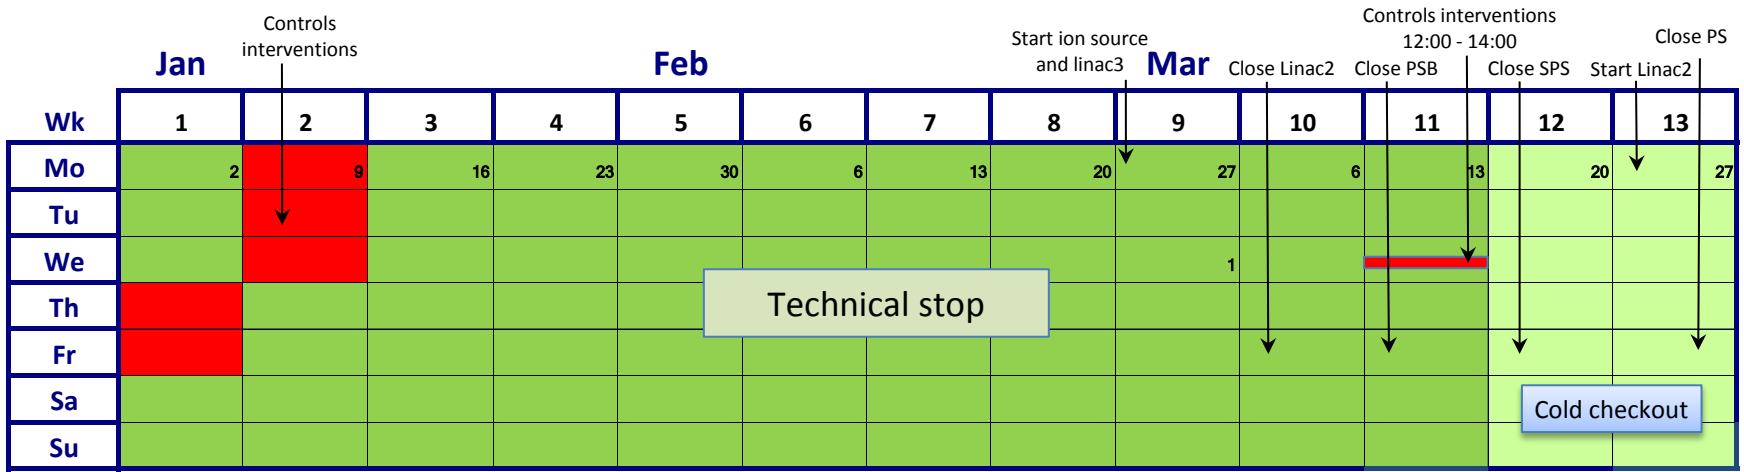 Controls
interventions
Start ion source
and linac3
Controls interventions
12:00 - 14:00
Close PS
Jan
Feb
Mar
Close Linac2
Close PSB
Close SPS
Start Linac2
Wk 1 2 3 4 5 6 7 8 9 10 11 12 13
Mo 2 9 16 23 30 6 13 20 27 6 13 20 27
Tu
We 1
Technical stop
Th
Fr
Sa
Cold checkout
Su